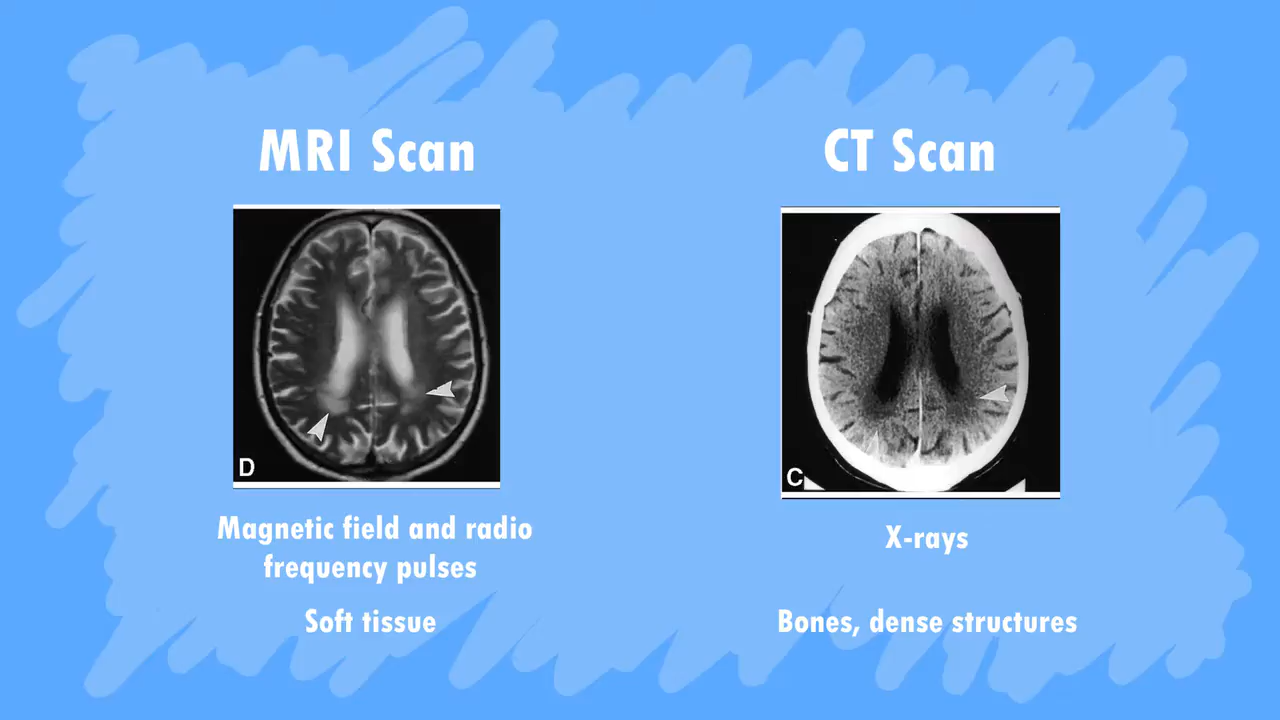 MRI Scan
D
Magnetic field and radio
frequency pulses
Soft tissue
CT Scan
C
X-rays
Bones, dense structures